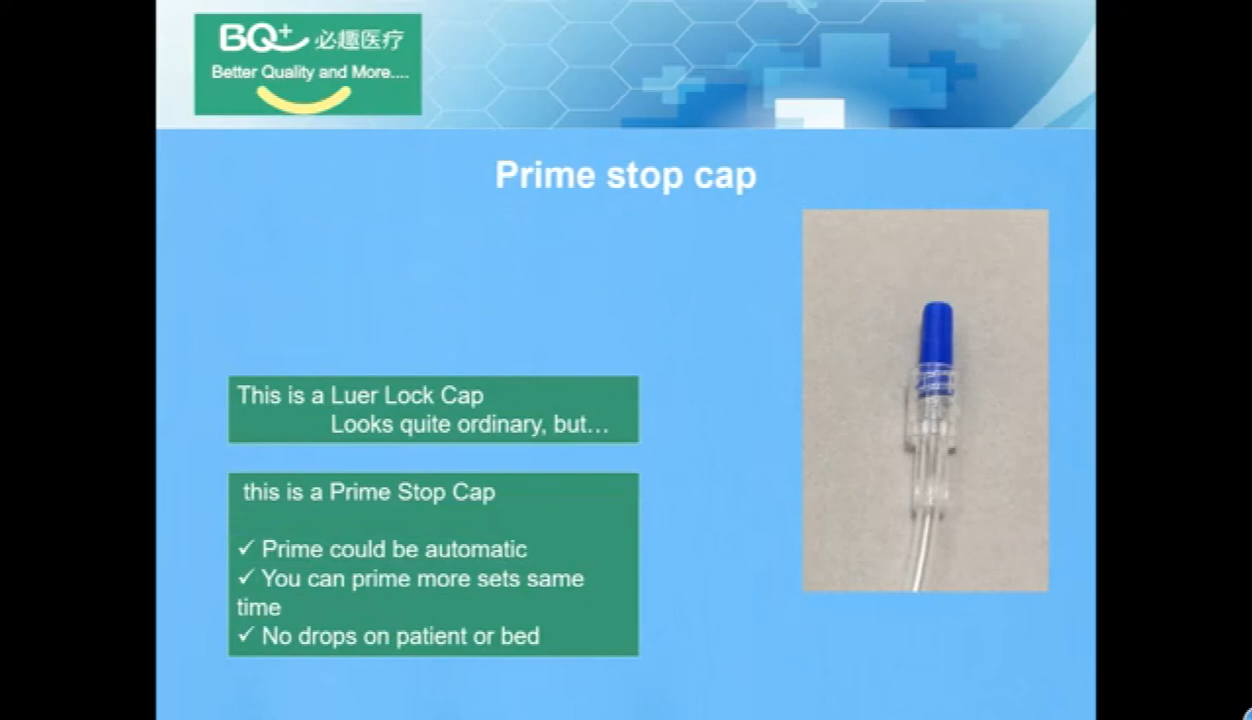 BQ+ 必趣医疗
Better Quality and More....
Prime stop cap
This is a Luer Lock Cap
Looks quite ordinary, but…
this is a Prime Stop Cap
✓ Prime could be automatic
✓ You can prime more sets same
time
✓ No drops on patient or bed